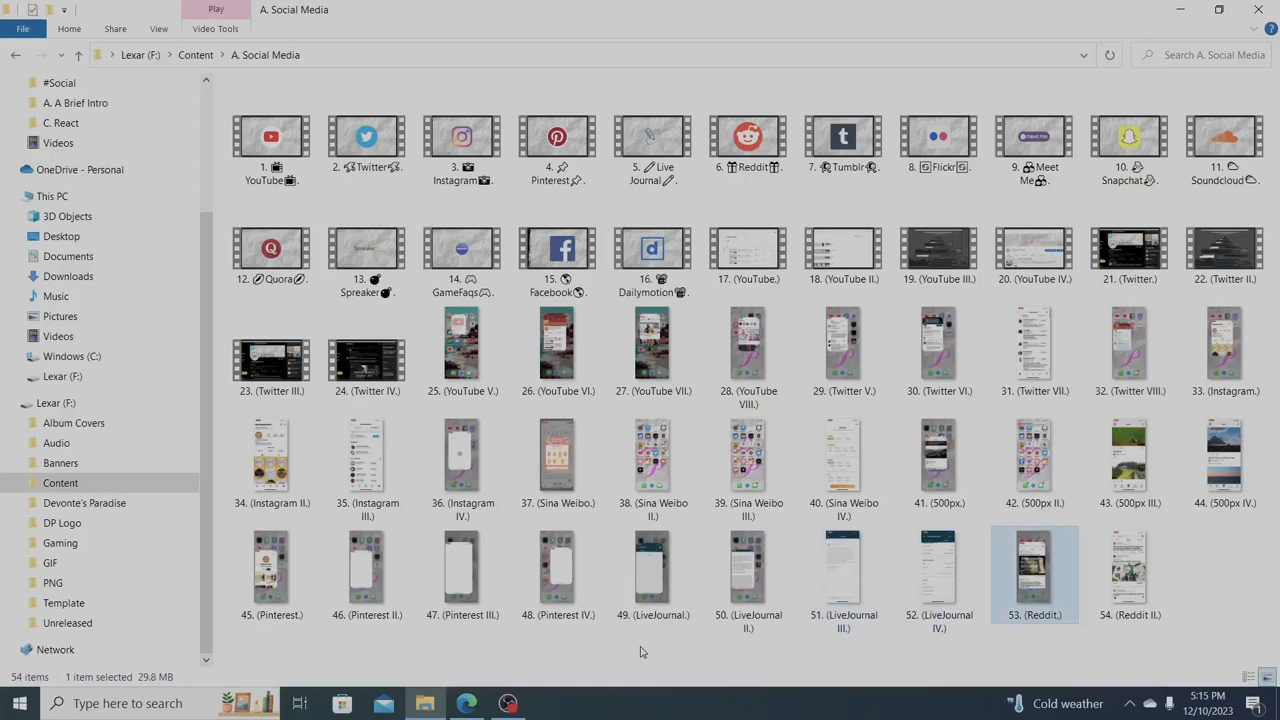 Play
A. Social Media
File
Home
Share
View
Video Tools
Lexar (F:)
Content
A. Social Media
Search A. Social Media
#Social
A. A Brief Intro
C. React
Videos
OneDrive - Personal
This PC
3D Objects
Desktop
Documents
Downloads
Music
Pictures
Videos
Windows (C:)
Lexar (F:)
Lexar (F:)
Album Covers
Audio
Banners
Content
Devonte's Paradise
DP Logo
Gaming
GIF
PNG
Template
Unreleased
Network
1. 📺
YouTube📺.
2. 🕊Twitter🕊.
3. 📷
Instagram📷.
4. 📌
Pinterest📌.
5. 🖊Live
Journal🖊.
6. 🎁Reddit🎁.
7. Tumblr.
8. Flickr.
9. Meet
Me.
10.
Snapchat.
11. ☁
Soundcloud☁.
12. Quora.
13. 💣
Spreaker💣.
14. 🎮
GameFaqs🎮.
15. 🌎
Facebook🌎.
16. 📽
Dailymotion📽.
17. (YouTube.)
18. (YouTube II.)
19. (YouTube III.)
20. (YouTube IV.)
21. (Twitter.)
22. (Twitter II.)
23. (Twitter III.)
24. (Twitter IV.)
25. (YouTube V.)
26. (YouTube VI.)
27. (YouTube VII.)
28. (YouTube
VIII.)
29. (Twitter V.)
30. (Twitter VI.)
31. (Twitter VII.)
32. (Twitter VIII.)
33. (Instagram.)
34. (Instagram II.)
35. (Instagram
III.)
36. (Instagram
IV.)
37. (Sina Weibo.)
38. (Sina Weibo
II.)
39. (Sina Weibo
III.)
40. (Sina Weibo
IV.)
41. (500px.)
42. (500px II.)
43. (500px III.)
44. (500px IV.)
45. (Pinterest.)
46. (Pinterest II.)
47. (Pinterest III.)
48. (Pinterest IV.)
49. (LiveJournal.)
50. (LiveJournal
II.)
51. (LiveJournal
III.)
52. (LiveJournal
IV.)
53. (Reddit.)
54. (Reddit II.)
54 items
1 item selected 29.8 MB
Type here to search
Cold weather
5:15 PM
12/10/2023
1